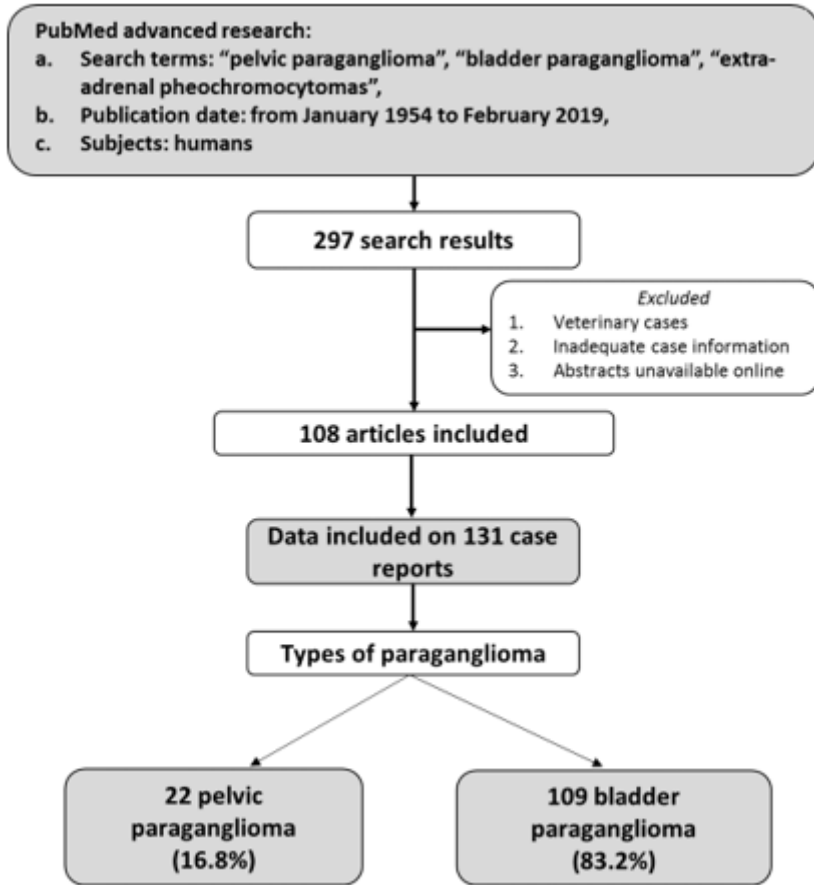 PubMed advanced research:
a. Search terms: “pelvic paraganglioma”, “bladder paraganglioma”, “extra-
adrenal pheochromocytomas”,
b. Publication date: from January 1954 to February 2019,
c. Subjects: humans
297 search results
Excluded
1. Veterinary cases
2. Inadequate case information
3. Abstracts unavailable online
108 articles included
Data included on 131 case
reports
Types of paraganglioma
22 pelvic
paraganglioma
(16.8%)
109 bladder
paraganglioma
(83.2%)